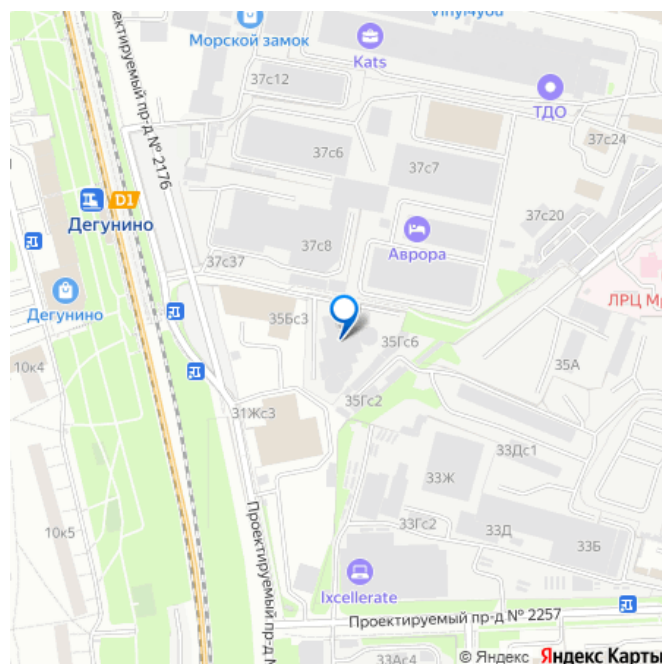 Vinyl4you
Морской замок
Kats
37с12
ТДО
Проектируемый пр-д № 2176
37с24
37с6
37с7
D1
Дегунино
37с20
37с8
Аврора
37с37
ЛРЦ М
Дегунино
35Бс3
35Гс6
10к4
35А
35Гс2
31Жс3
33Дс1
33Ж
33Гс2
33Д
33Б
10к5
Проектируемый пр-д №
Ixcellerate
Проектируемый пр-д № 2257
33Ас4
© Яндекс Яндекс Карты